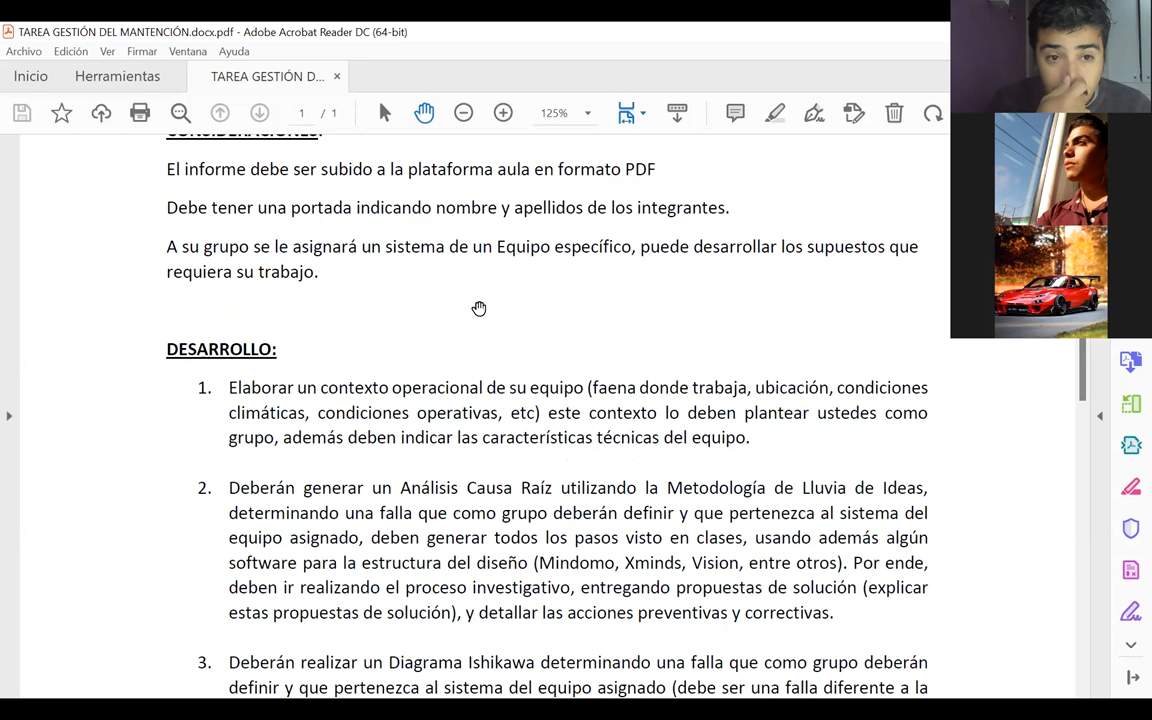 TAREA GESTIÓN DEL MANTENCIÓN.docx.pdf - Adobe Acrobat Reader DC (64-bit)
Archivo Edición Ver Firmar Ventana Ayuda
Inicio Herramientas TAREA GESTIÓN D... ×
1 / 1 125%
CONSIDERACIONES:
El informe debe ser subido a la plataforma aula en formato PDF
Debe tener una portada indicando nombre y apellidos de los integrantes.
A su grupo se le asignará un sistema de un Equipo específico, puede desarrollar los supuestos que
requiera su trabajo.
DESARROLLO:
1. Elaborar un contexto operacional de su equipo (faena donde trabaja, ubicación, condiciones
climáticas, condiciones operativas, etc) este contexto lo deben plantear ustedes como
grupo, además deben indicar las características técnicas del equipo.
2. Deberán generar un Análisis Causa Raíz utilizando la Metodología de Lluvia de Ideas,
determinando una falla que como grupo deberán definir y que pertenezca al sistema del
equipo asignado, deben generar todos los pasos visto en clases, usando además algún
software para la estructura del diseño (Mindomo, Xminds, Vision, entre otros). Por ende,
deben ir realizando el proceso investigativo, entregando propuestas de solución (explicar
estas propuestas de solución), y detallar las acciones preventivas y correctivas.
3. Deberán realizar un Diagrama Ishikawa determinando una falla que como grupo deberán
definir y que pertenezca al sistema del equipo asignado (debe ser una falla diferente a la